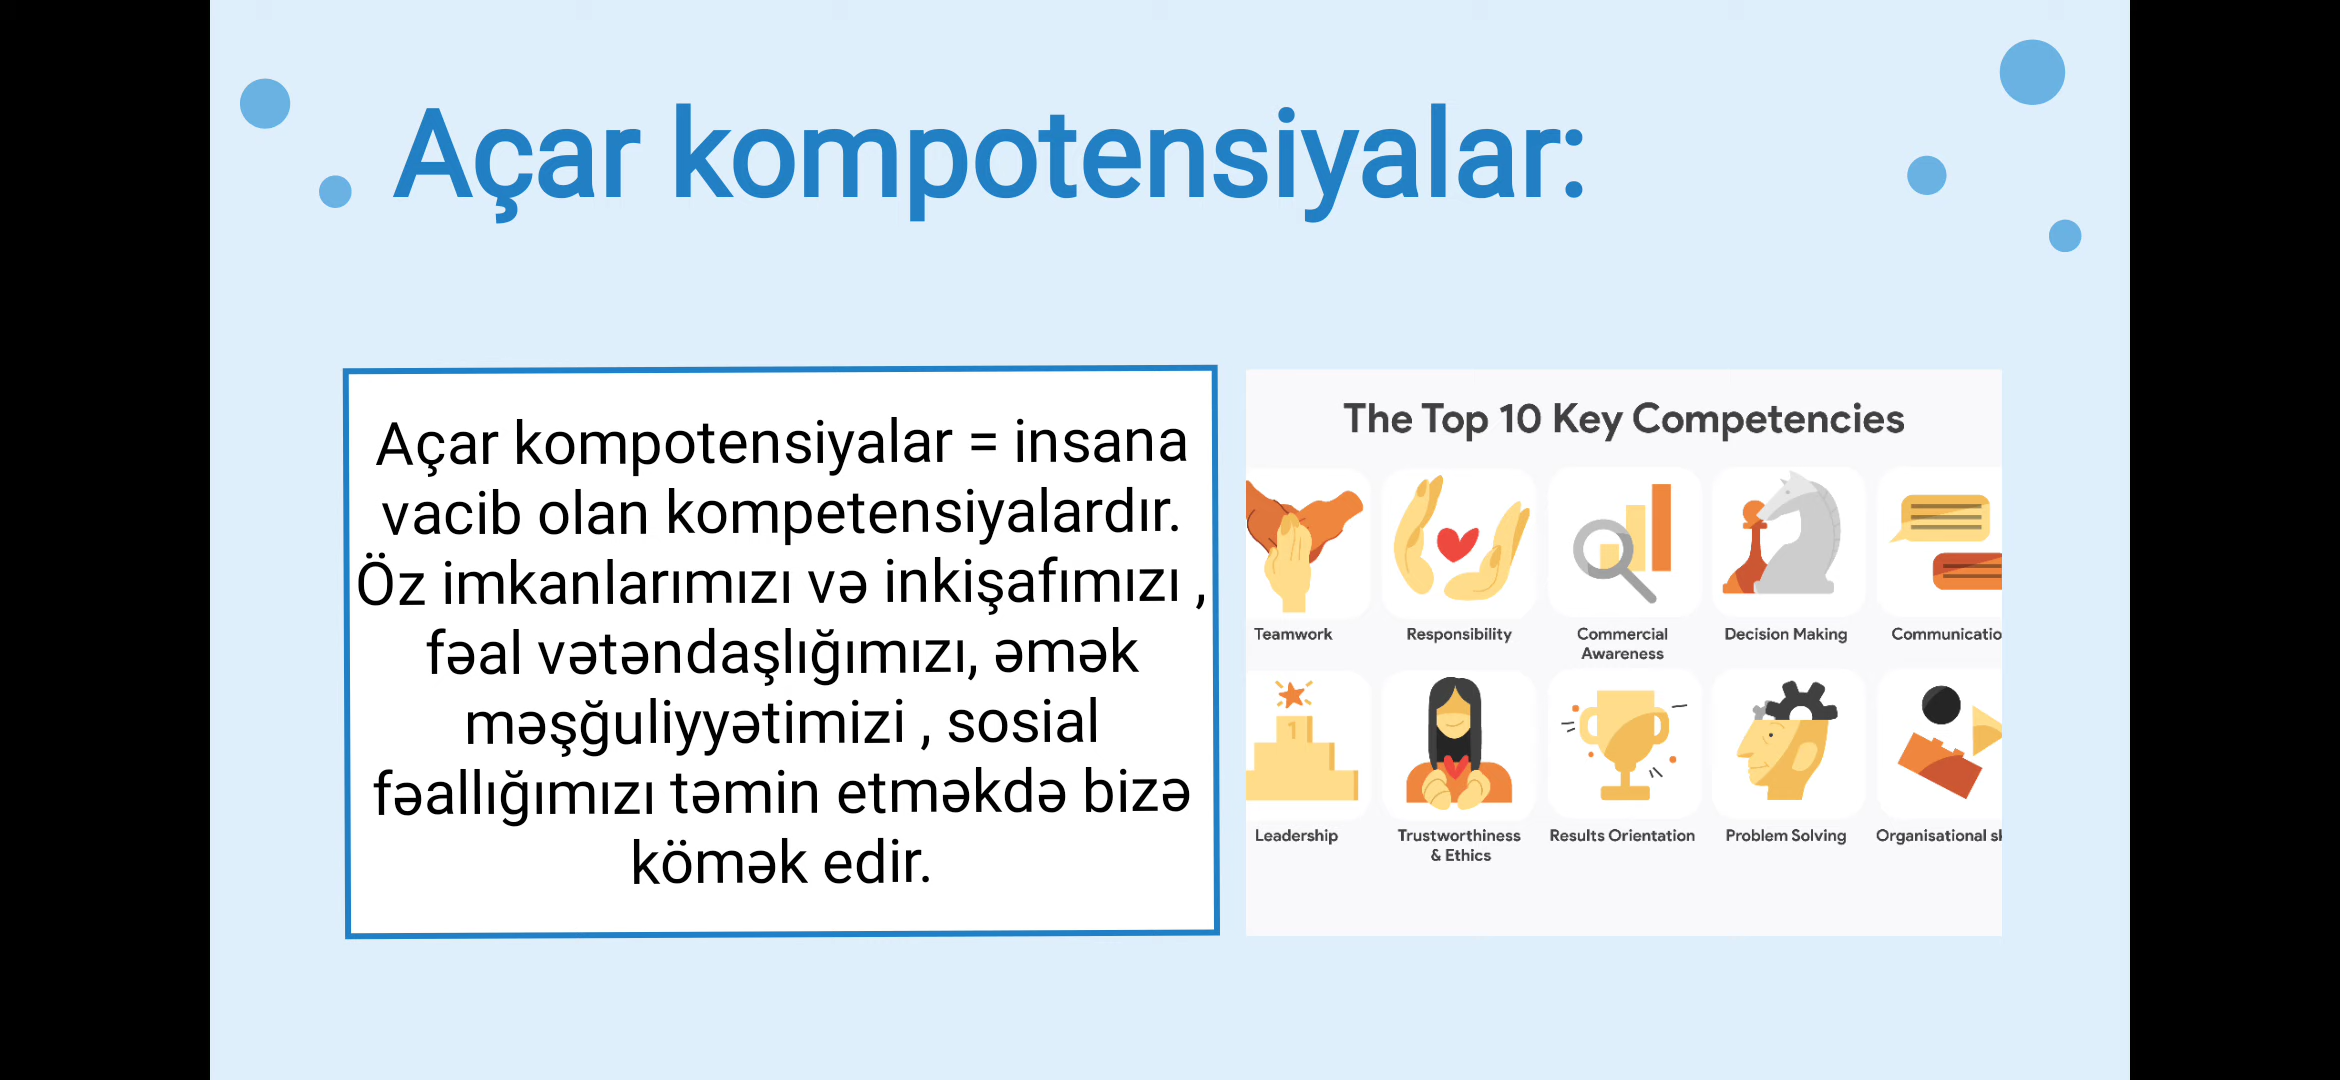 Açar kompotensiyalar:
Açar kompotensiyalar = insana
vacib olan kompetensiyalardır.
Öz imkanlarımızı və inkişafımızı ,
fəal vətəndaşlığımızı, əmək
məşğuliyyətimizi , sosial
fəallığımızı təmin etməkdə bizə
kömək edir.
The Top 10 Key Competencies
Teamwork
Responsibility
Commercial
Awareness
Decision Making
Communicatio
1
Leadership
Trustworthiness
& Ethics
Results Orientation
Problem Solving
Organisational sk